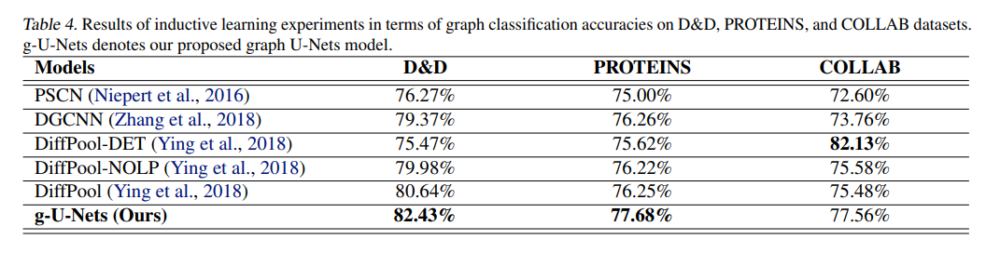 Table 4. Results of inductive learning experiments in terms of graph classification accuracies on D&D, PROTEINS, and COLLAB datasets.
g-U-Nets denotes our proposed graph U-Nets model.
Models D&D PROTEINS COLLAB
PSCN (Niepert et al., 2016) 76.27% 75.00% 72.60%
DGCNN (Zhang et al., 2018) 79.37% 76.26% 73.76%
DiffPool-DET (Ying et al., 2018) 75.47% 75.62% 82.13%
DiffPool-NOLP (Ying et al., 2018) 79.98% 76.22% 75.58%
DiffPool (Ying et al., 2018) 80.64% 76.25% 75.48%
g-U-Nets (Ours) 82.43% 77.68% 77.56%